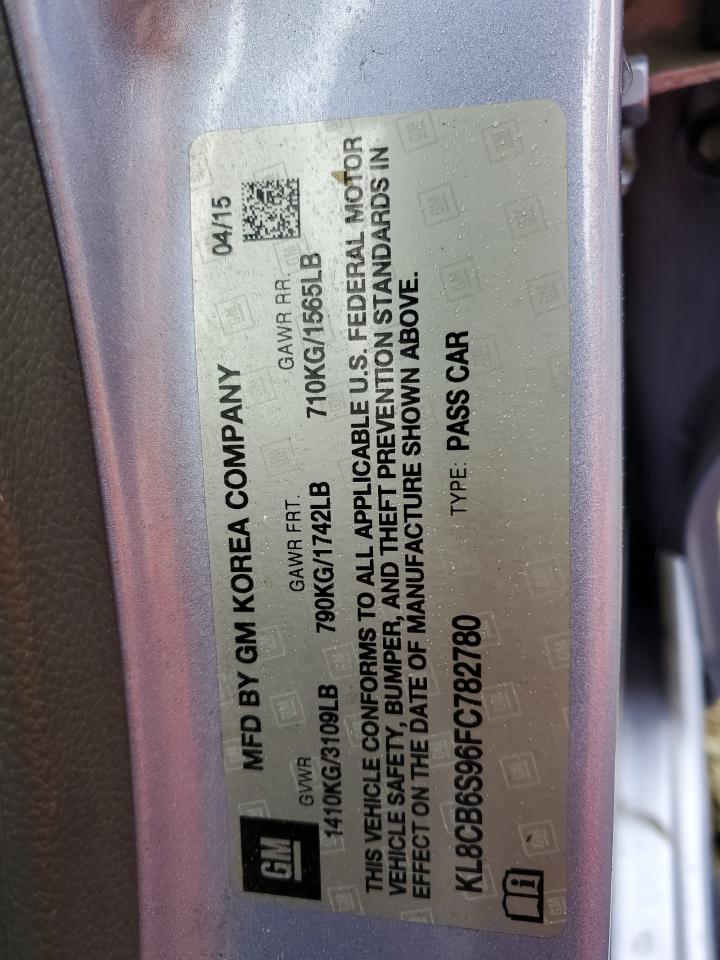 GM
MFD BY GM KOREA COMPANY 04/15
GVWR GAWR FRT. GAWR RR.
1410KG/3109LB 790KG/1742LB 710KG/1565LB
THIS VEHICLE CONFORMS TO ALL APPLICABLE U.S. FEDERAL MOTOR
VEHICLE SAFETY, BUMPER, AND THEFT PREVENTION STANDARDS IN
EFFECT ON THE DATE OF MANUFACTURE SHOWN ABOVE.
KL8CB6S96FC782780 TYPE: PASS CAR